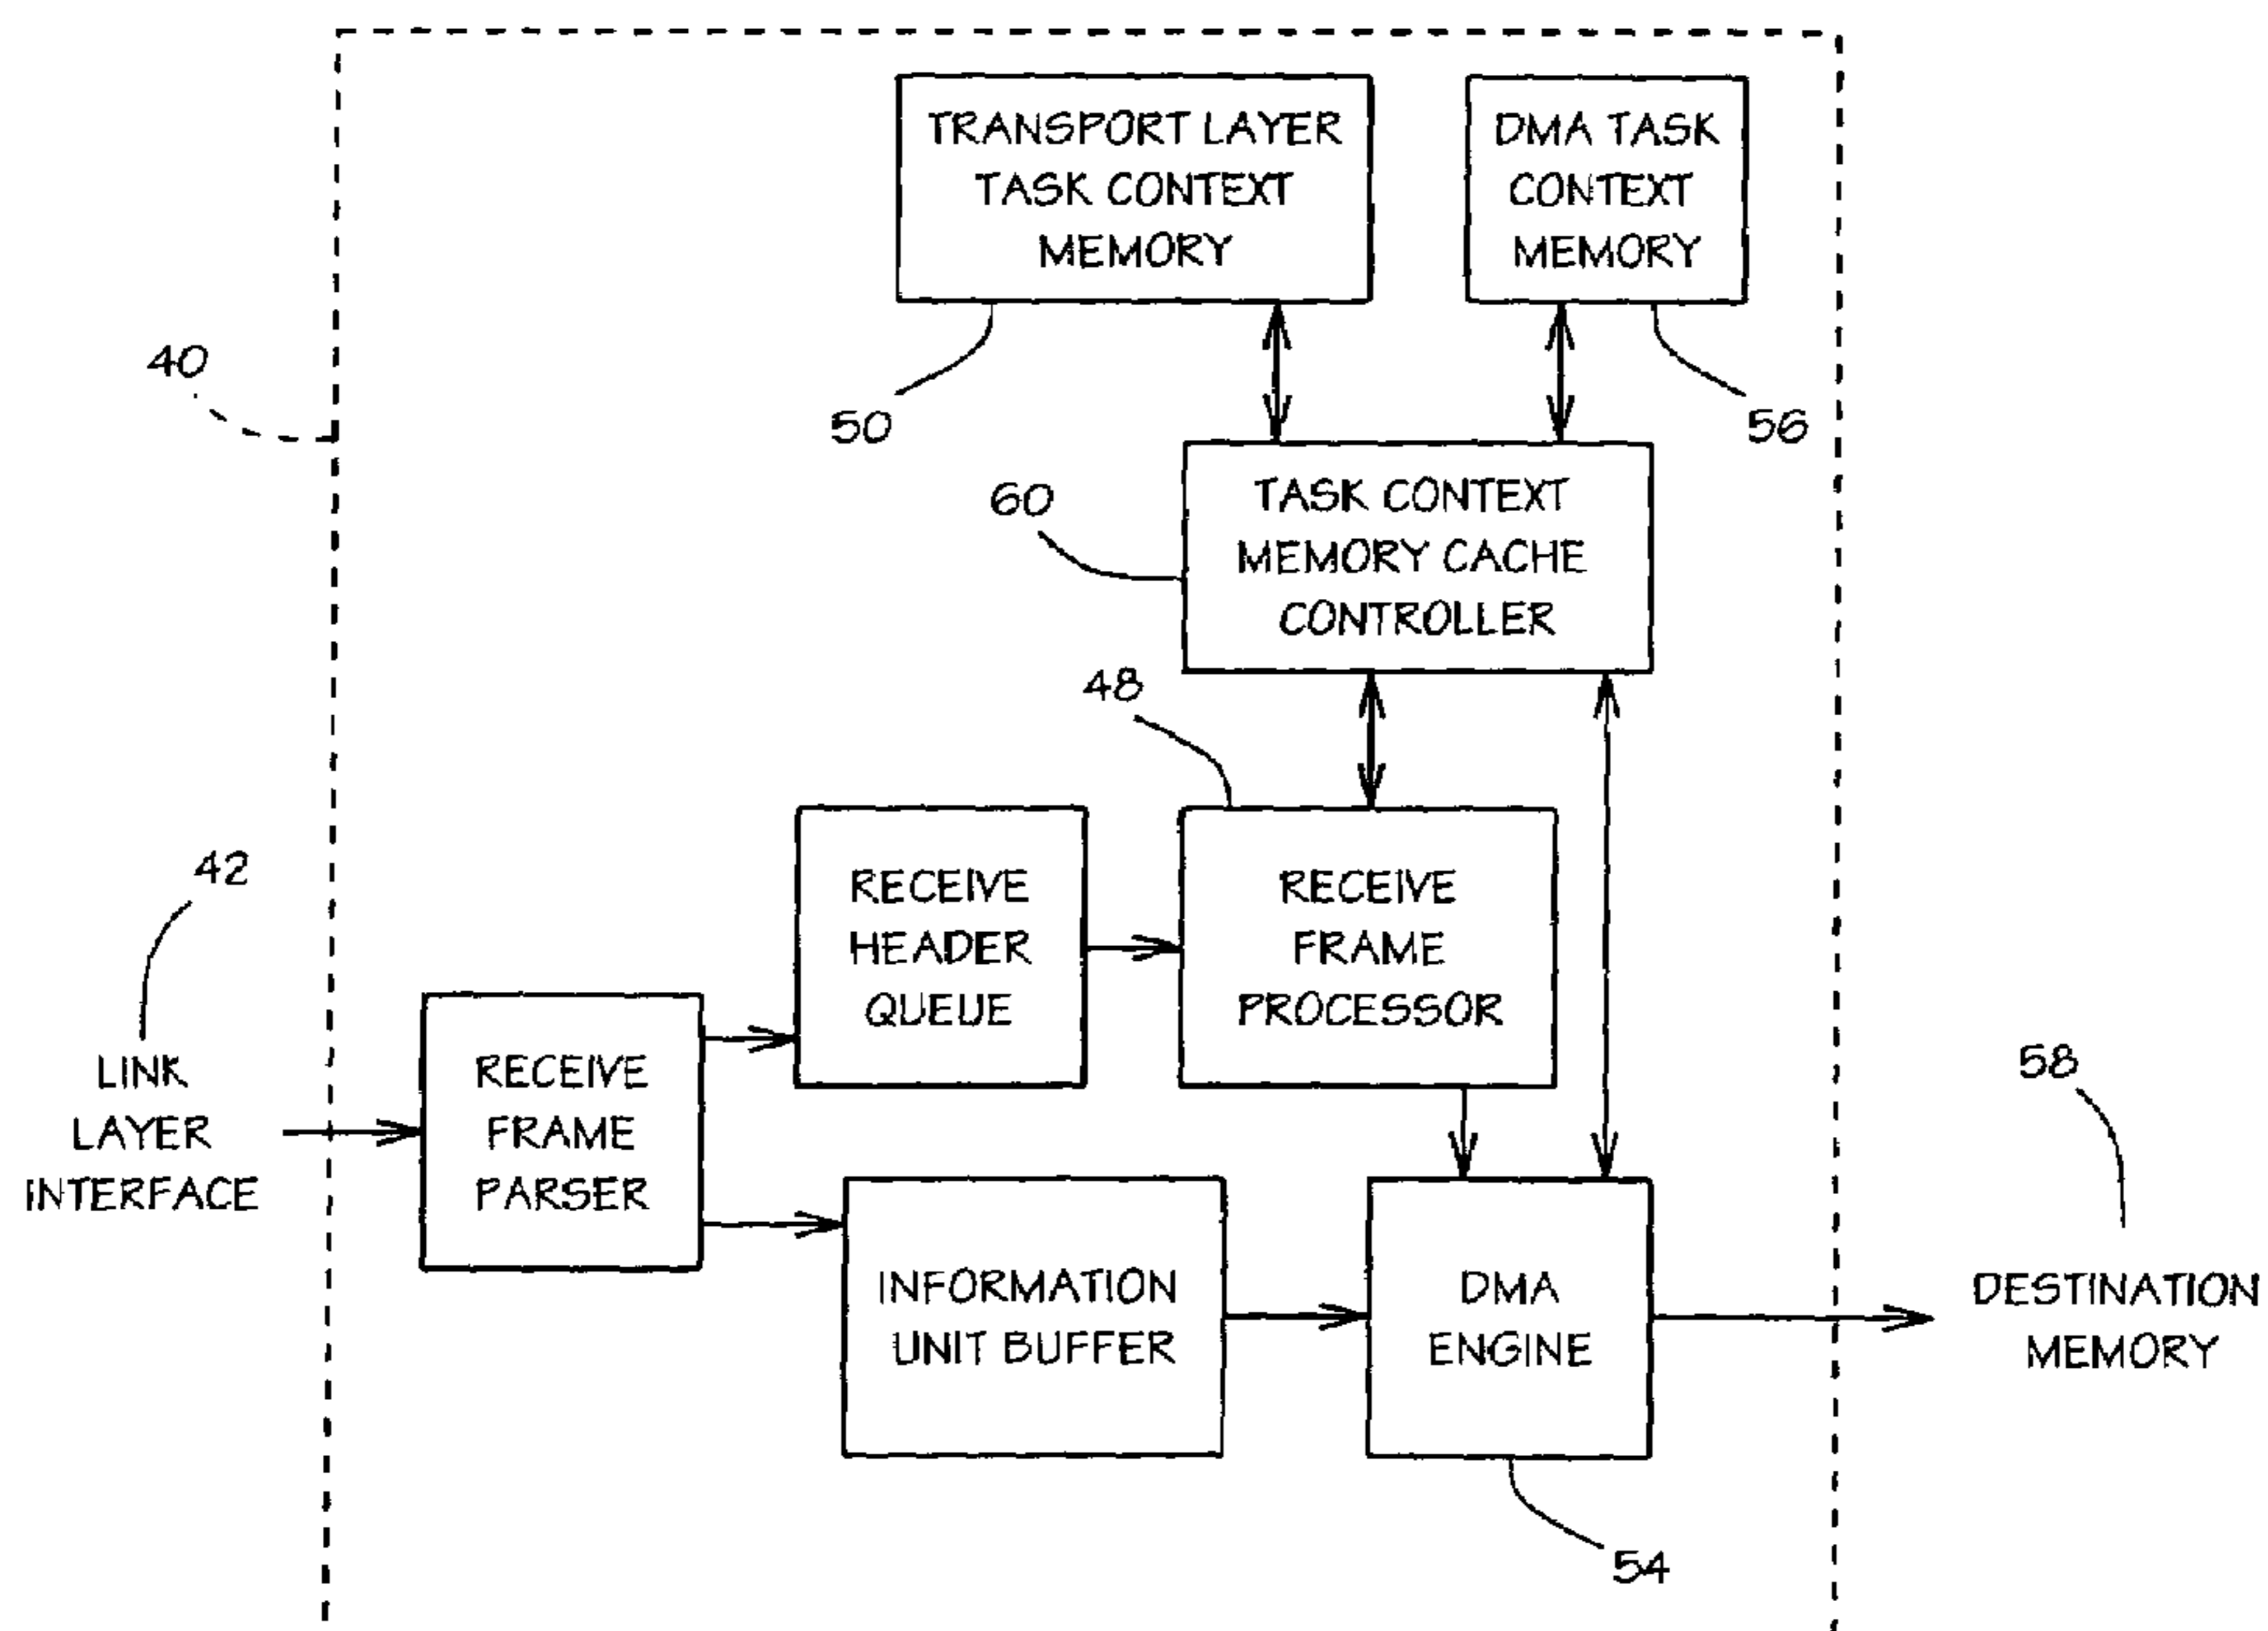 TRANSPORT LAYER
TASK CONTEXT
MEMORY
DMA TASK
CONTEXT
MEMORY
40
50
56
60
TASK CONTEXT
MEMORY CACHE
CONTROLLER
48
42
RECEIVE
HEADER
QUEUE
RECEIVE
FRAME
PROCESSOR
LINK
LAYER
INTERFACE
RECEIVE
FRAME
PARSER
58
INFORMATION
UNIT BUFFER
DMA
ENGINE
DESTINATION
MEMORY
54